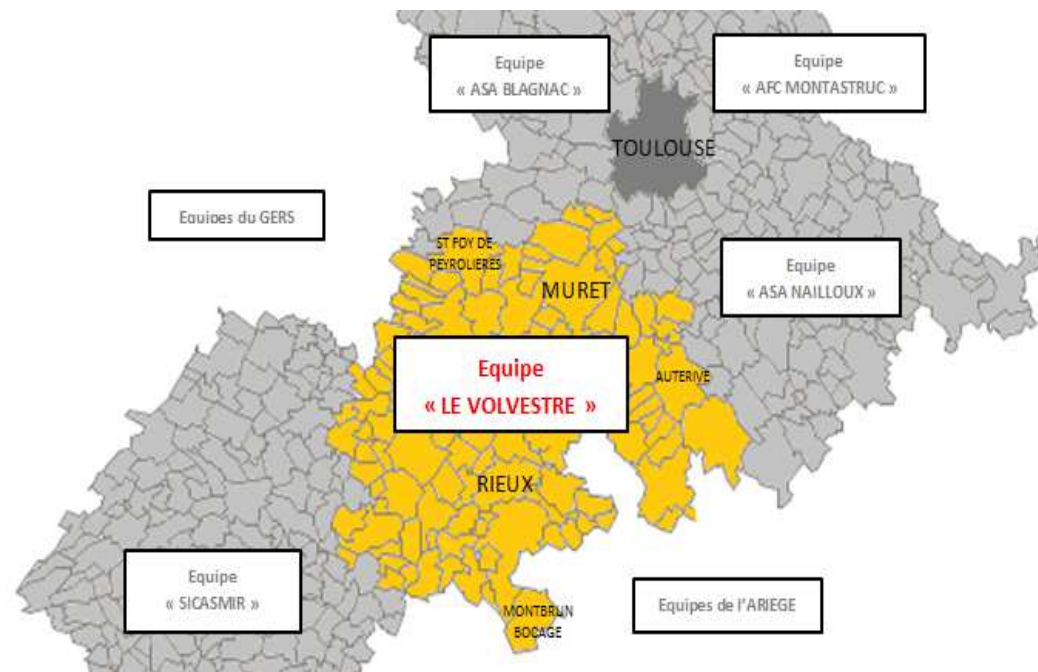 Equipe
« ASA BLAGNAC »
Equipe
« AFC MONTASTRUC »
TOULOUSE
Equipes du GERS
ST FOY DE
PEYROLIERES
MURET
Equipe
« ASA NAILLOUX »
Equipe
« LE VOLVESTRE »
AUTERIVE
RIEUX
Equipe
« SICASMIR »
MONTBRUN
BOCAGE
Equipes de l'ARIEGE